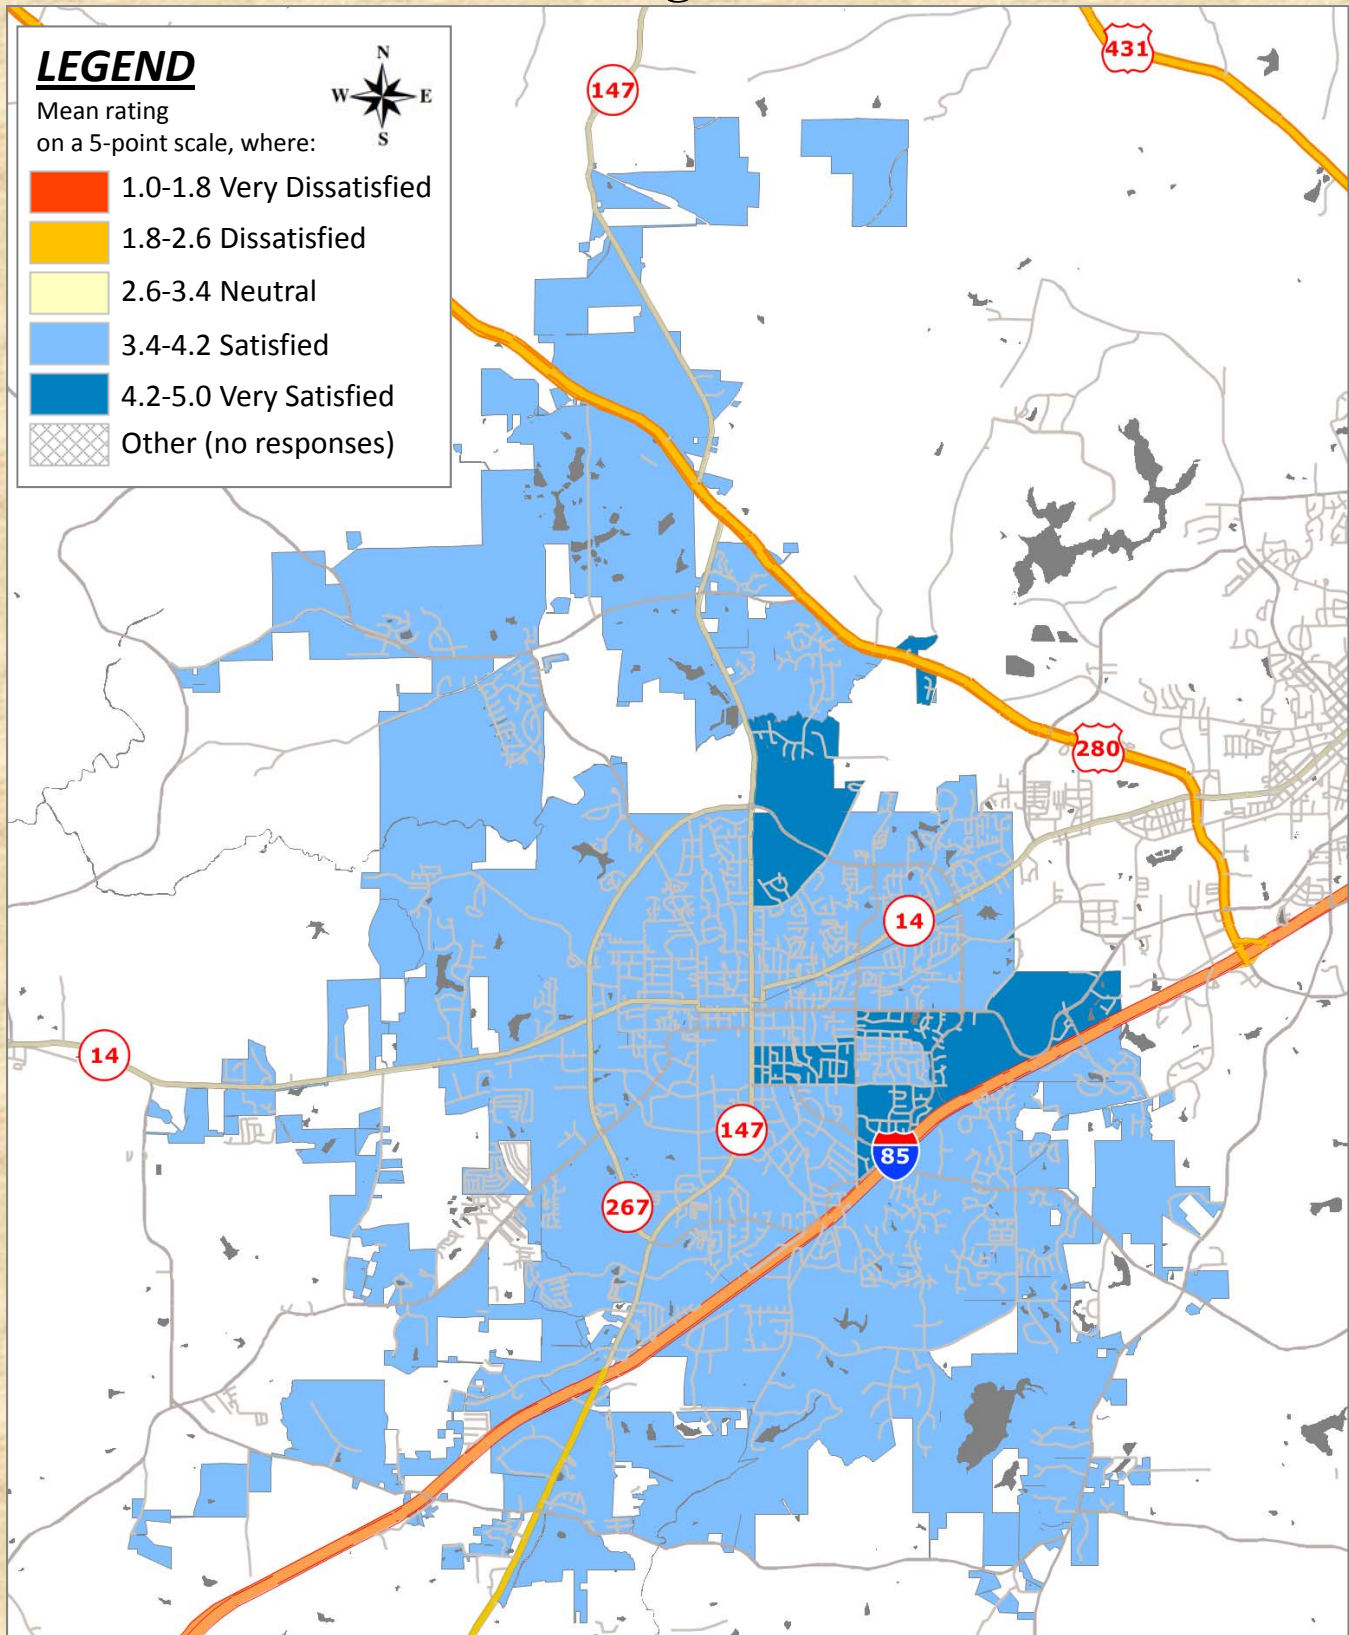 LEGEND
Mean rating
on a 5-point scale, where:
N
W E
S
1.0-1.8 Very Dissatisfied
1.8-2.6 Dissatisfied
2.6-3.4 Neutral
3.4-4.2 Satisfied
4.2-5.0 Very Satisfied
Other (no responses)
147
431
280
14
14
147
85
267